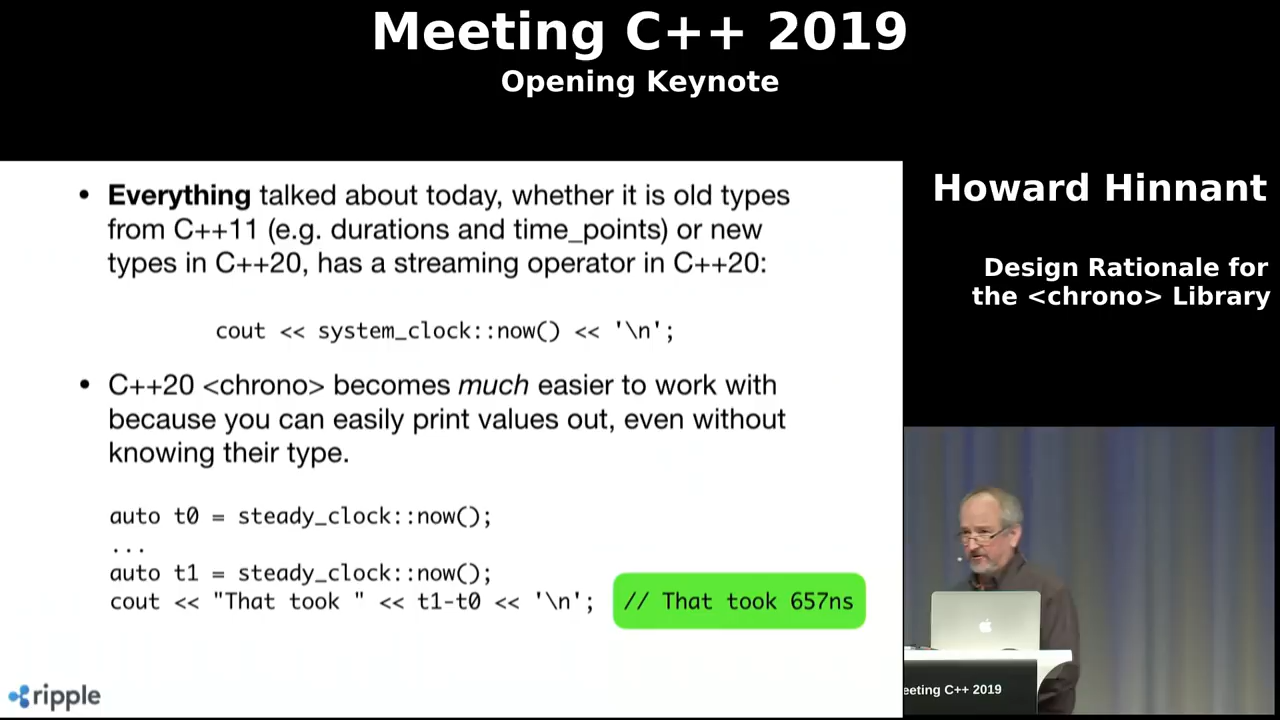 Meeting C++ 2019
Opening Keynote
• Everything talked about today, whether it is old types
from C++11 (e.g. durations and time_points) or new
types in C++20, has a streaming operator in C++20:
cout << system_clock::now() << '\n';
• C++20 <chrono> becomes much easier to work with
because you can easily print values out, even without
knowing their type.
auto t0 = steady_clock::now();
...
auto t1 = steady_clock::now();
cout << "That took " << t1-t0 << '\n'; // That took 657ns
ripple
Howard Hinnant
Design Rationale for
the <chrono> Library
eeting C++ 2019